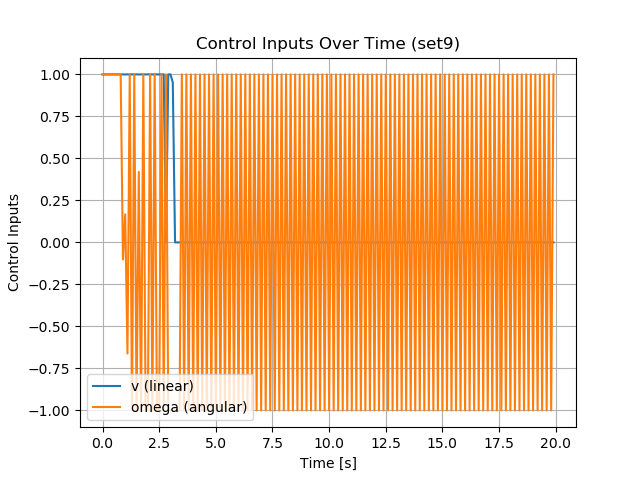 Control Inputs Over Time (set9)
1.00
0.75
0.50
0.25
0.00
−0.25
−0.50
−0.75
−1.00
Control Inputs
v (linear)
omega (angular)
0.0 2.5 5.0 7.5 10.0 12.5 15.0 17.5 20.0
Time [s]